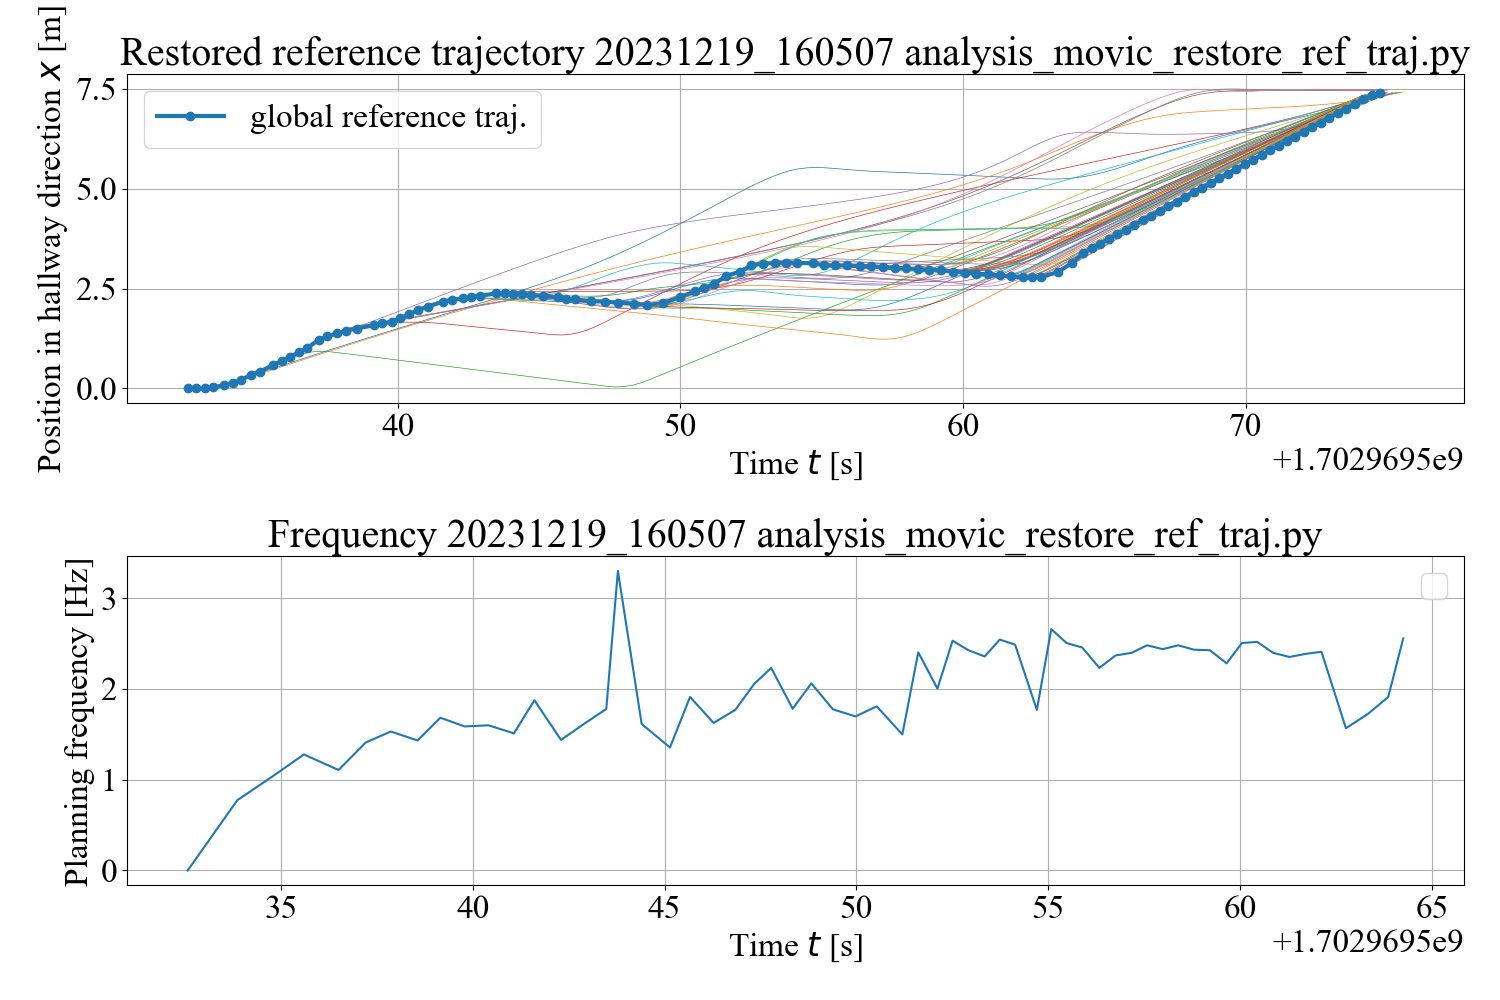 Restored reference trajectory 20231219_160507 analysis_movic_restore_ref_traj.py
Position in hallway direction x [m]
7.5
5.0
2.5
0.0
global reference traj.
40 50 60 70
Time t [s]
+1.7029695e9
Frequency 20231219_160507 analysis_movic_restore_ref_traj.py
Planning frequency [Hz]
3
2
1
0
35 40 45 50 55 60 65
Time t [s]
+1.7029695e9